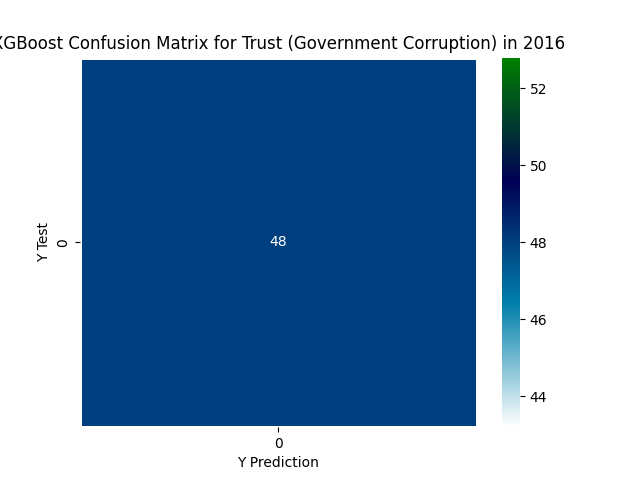 XGBoost Confusion Matrix for Trust (Government Corruption) in 2016
52
50
48
46
44
48
Y Test
0
0
Y Prediction